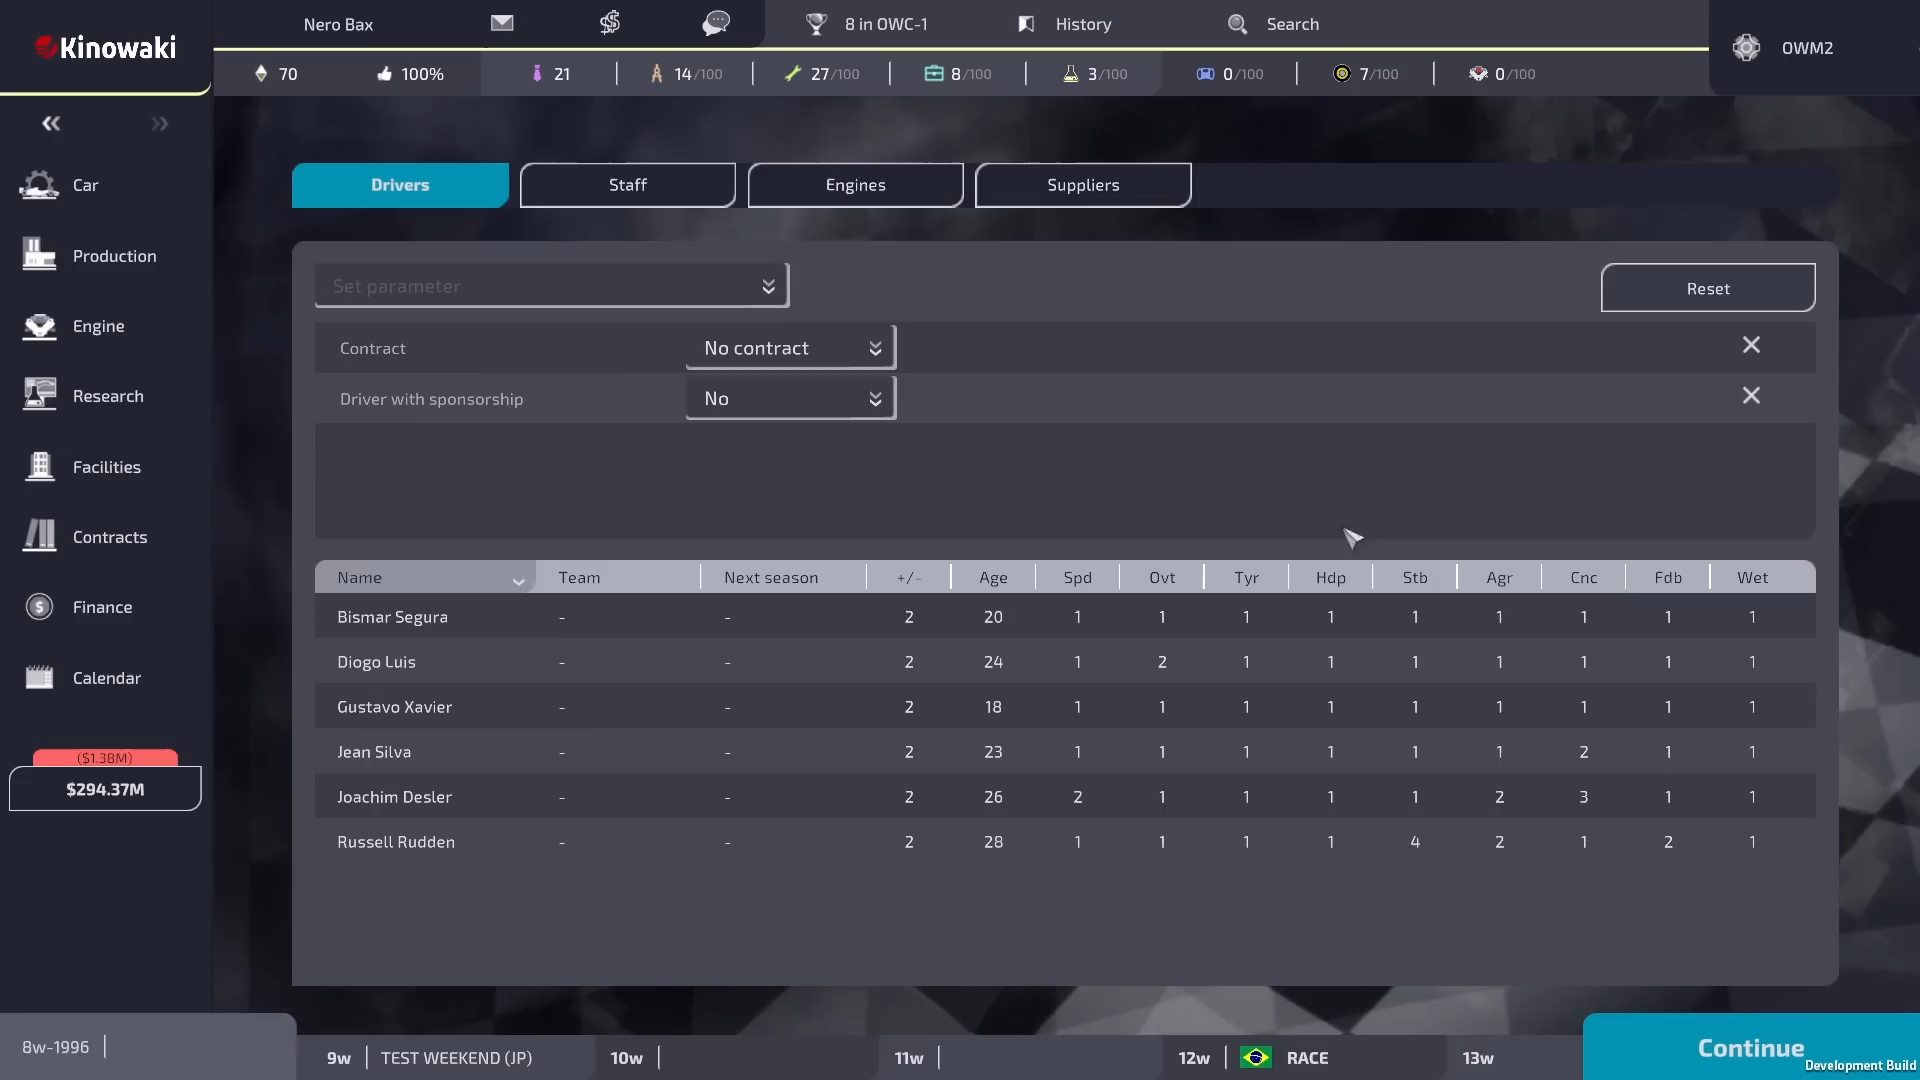 Kinowaki
Nero Bax
8 in OWC-1
History
Search
OWM2
70
100%
21
14/100
27/100
8/100
3/100
0/100
7/100
0/100
Car
Production
Engine
Research
Facilities
Contracts
Finance
Calendar
($1.38M)
$294.37M
Drivers
Staff
Engines
Suppliers
Set parameter
Reset
Contract No contract
Driver with sponsorship No
Name Team Next season +/- Age Spd Ovt Tyr Hdp Stb Agr Cnc Fdb Wet
Bismar Segura - - 2 20 1 1 1 1 1 1 1 1 1
Diogo Luis - - 2 24 1 2 1 1 1 1 1 1 1
Gustavo Xavier - - 2 18 1 1 1 1 1 1 1 1 1
Jean Silva - - 2 23 1 1 1 1 1 1 2 1 1
Joachim Desler - - 2 26 2 1 1 1 1 2 3 1 1
Russell Rudden - - 2 28 1 1 1 1 4 2 1 2 1
8w-1996
9w TEST WEEKEND (JP)
10w
11w
12w RACE
13w
Continue
Development Build